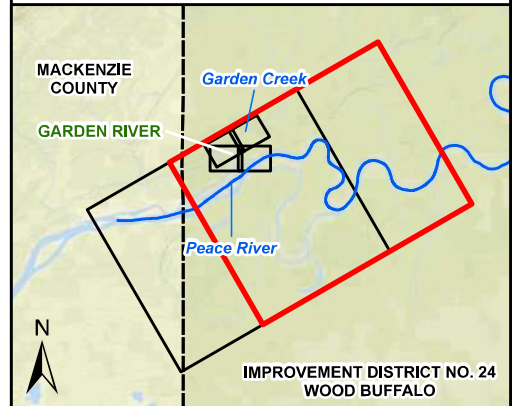 MACKENZIE
COUNTY
Garden Creek
GARDEN RIVER
Peace River
N
IMPROVEMENT DISTRICT NO. 24
WOOD BUFFALO